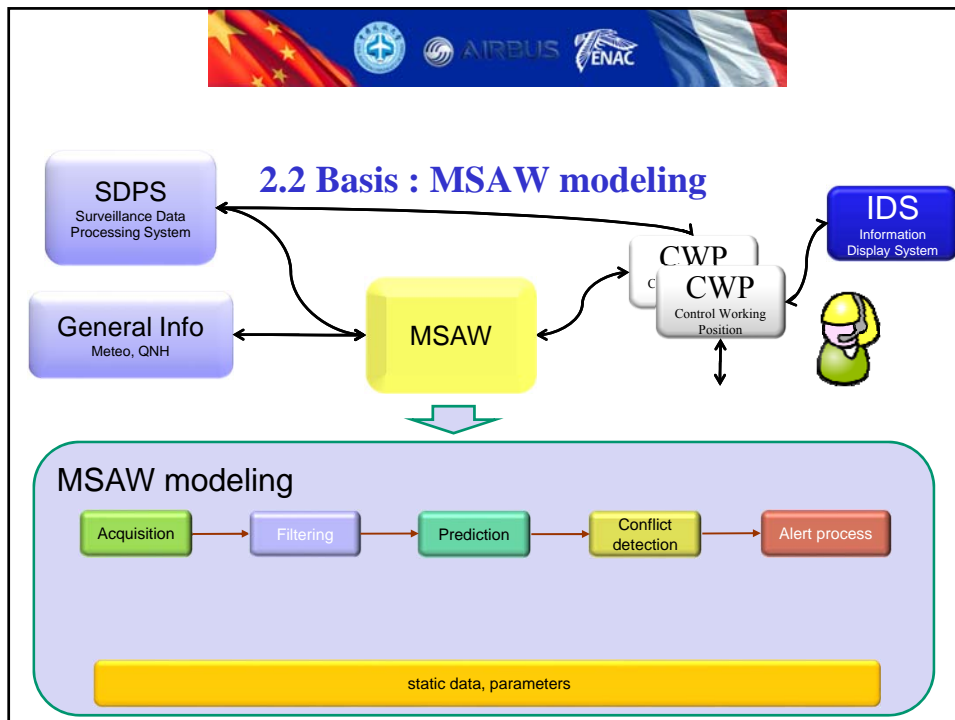 AIRBUS
ENAC
2.2 Basis : MSAW modeling
SDPS
Surveillance Data
Processing System
General Info
Meteo, QNH
MSAW
CWP
C
CWP
Control Working
Position
IDS
Information
Display System
MSAW modeling
Acquisition
Filtering
Prediction
Conflict
detection
Alert process
static data, parameters